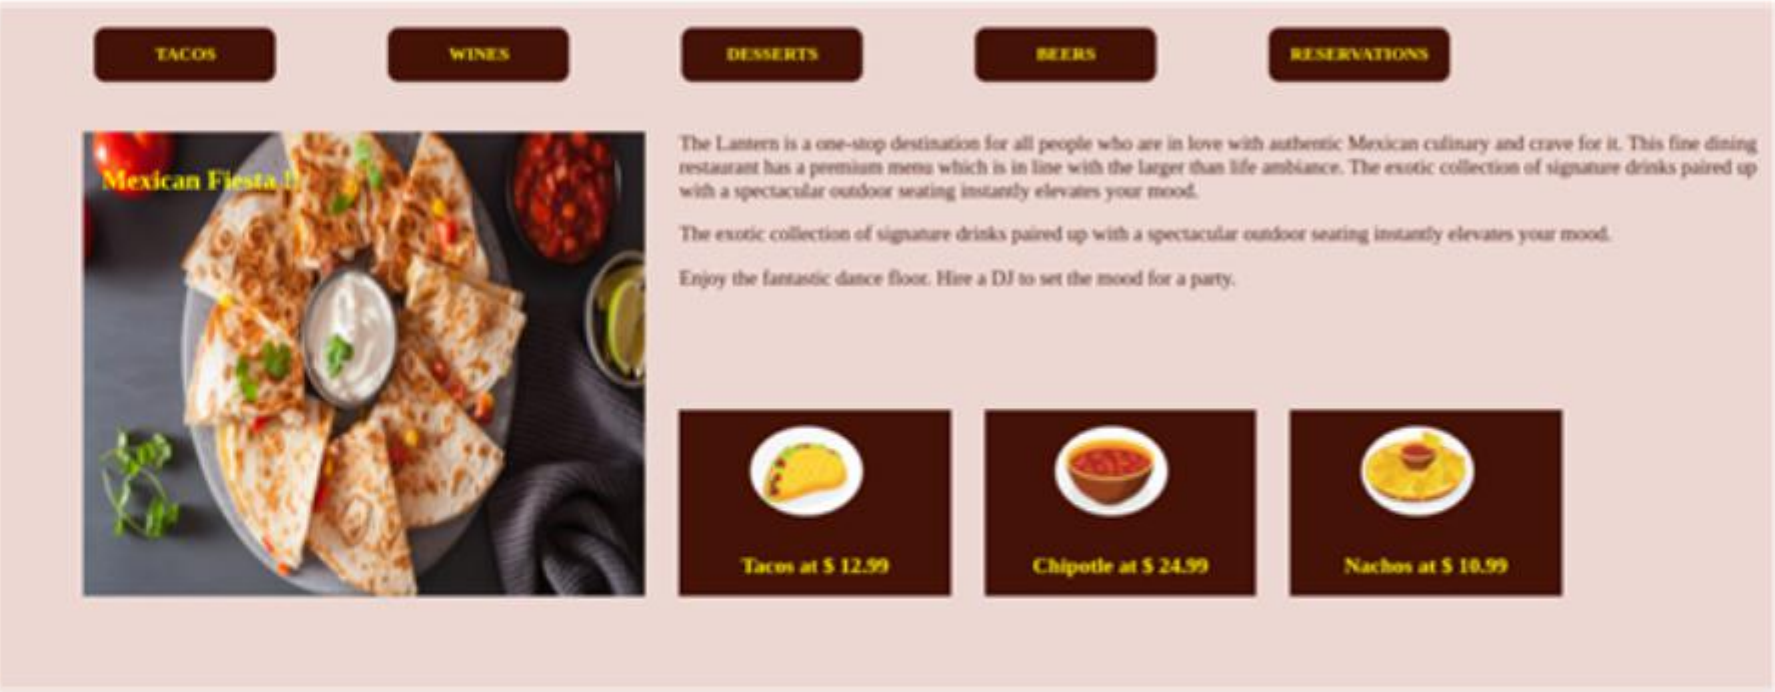 TACOS
WINES
DESSERTS
BEERS
RESERVATIONS
Mexican Fiesta !!
The Lantern is a one-stop destination for all people who are in love with authentic Mexican culinary and crave for it. This fine dining
restaurant has a premium menu which is in line with the larger than life ambiance. The exotic collection of signature drinks paired up
with a spectacular outdoor seating instantly elevates your mood.
The exotic collection of signature drinks paired up with a spectacular outdoor seating instantly elevates your mood.
Enjoy the fantastic dance floor. Hire a DJ to set the mood for a party.
Tacos at $ 12.99
Chipotle at $ 24.99
Nachos at $ 10.99